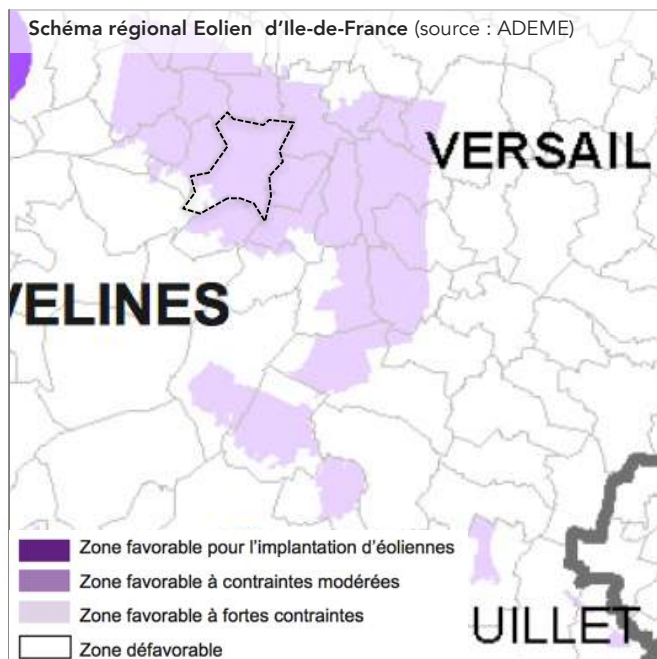 Schéma régional Eolien d'Ile-de-France (source : ADEME)
VERSAIL
VELINES
Zone favorable pour l'implantation d'éoliennes
Zone favorable à contraintes modérées
Zone favorable à fortes contraintes
UILLET
Zone défavorable